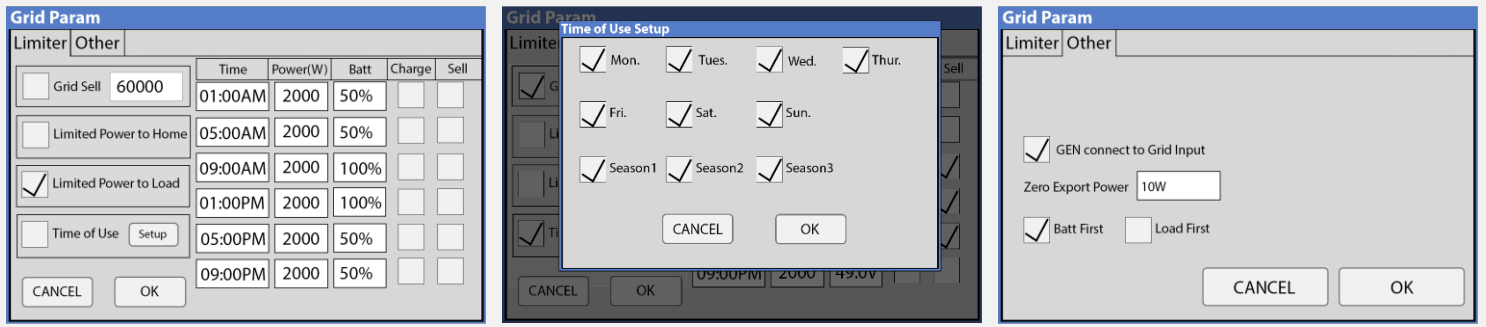 Grid Param
Limiter Other
Time Power(W) Batt Charge Sell
Grid Sell 60000
01:00AM 2000 50%
Limited Power to Home
05:00AM 2000 50%
09:00AM 2000 100%
Limited Power to Load
01:00PM 2000 100%
Time of Use Setup
05:00PM 2000 50%
09:00PM 2000 50%
CANCEL OK
Grid Param
Time of Use Setup
Limite
Sell
Mon. Tues. Wed. Thur.
G
Fri. Sat. Sun.
Li
Season1 Season2 Season3
Li
Ti
CANCEL OK
09:00PM 2000 49.0V
CANCEL OK
Grid Param
Limiter Other
GEN connect to Grid Input
Zero Export Power 10W
Batt First Load First
CANCEL OK